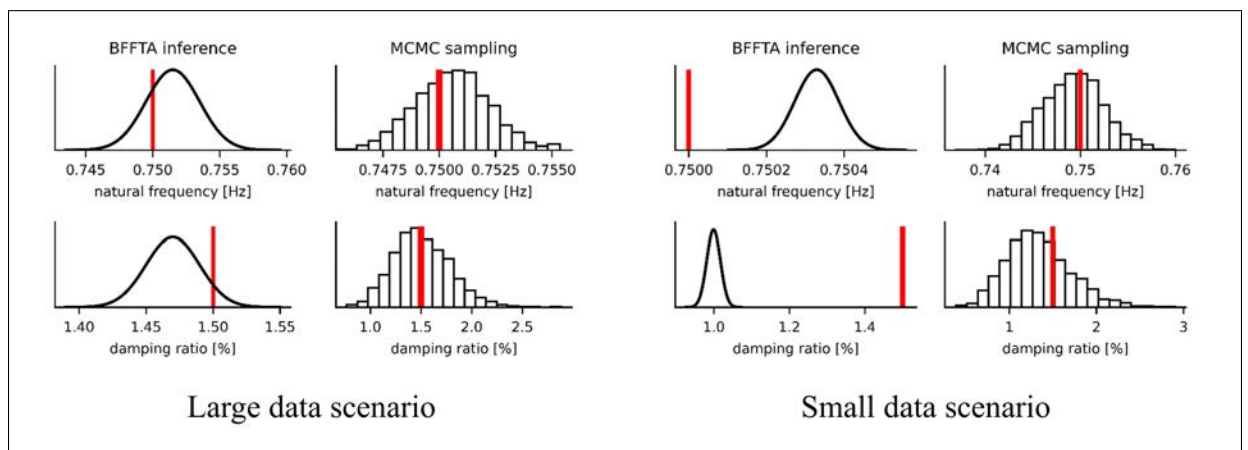 BFFTA inference
MCMC sampling
0.745 0.750 0.755 0.760
natural frequency [Hz]
0.7475 0.7500 0.7525 0.7550
natural frequency [Hz]
1.40 1.45 1.50 1.55
damping ratio [%]
1.0 1.5 2.0 2.5
damping ratio [%]
Large data scenario
BFFTA inference
MCMC sampling
0.7500 0.7502 0.7504
natural frequency [Hz]
0.74 0.75 0.76
natural frequency [Hz]
1.0 1.2 1.4
damping ratio [%]
1 2 3
damping ratio [%]
Small data scenario